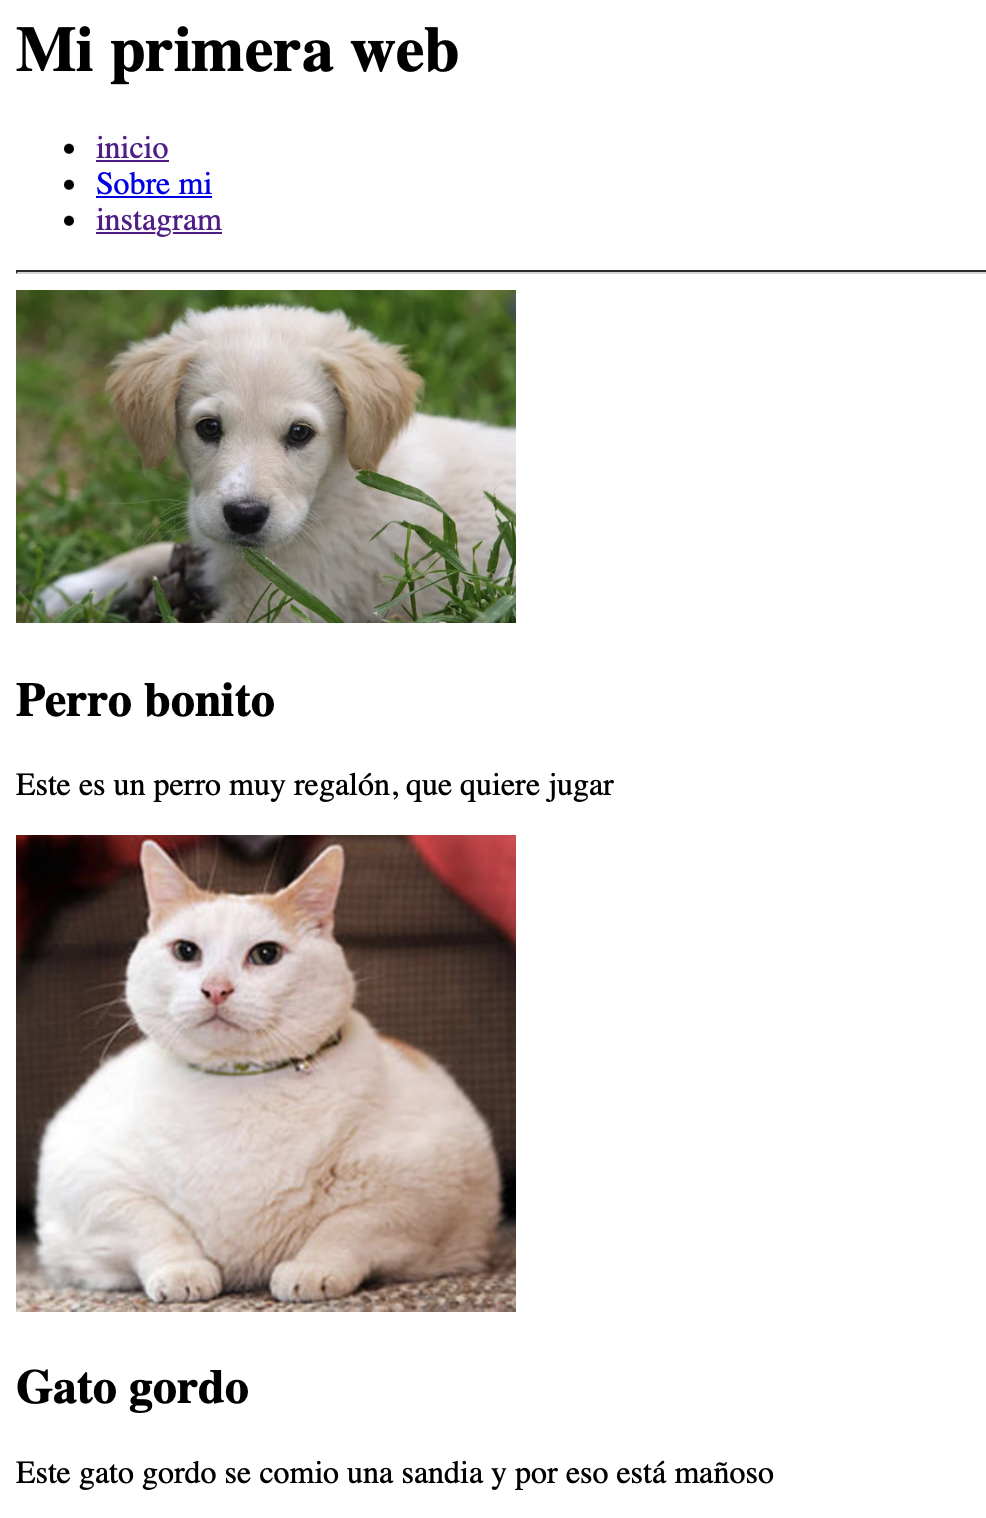 Mi primera web
inicio
Sobre mi
instagram
Perro bonito
Este es un perro muy regalón, que quiere jugar
Gato gordo
Este gato gordo se comio una sandia y por eso está mañoso